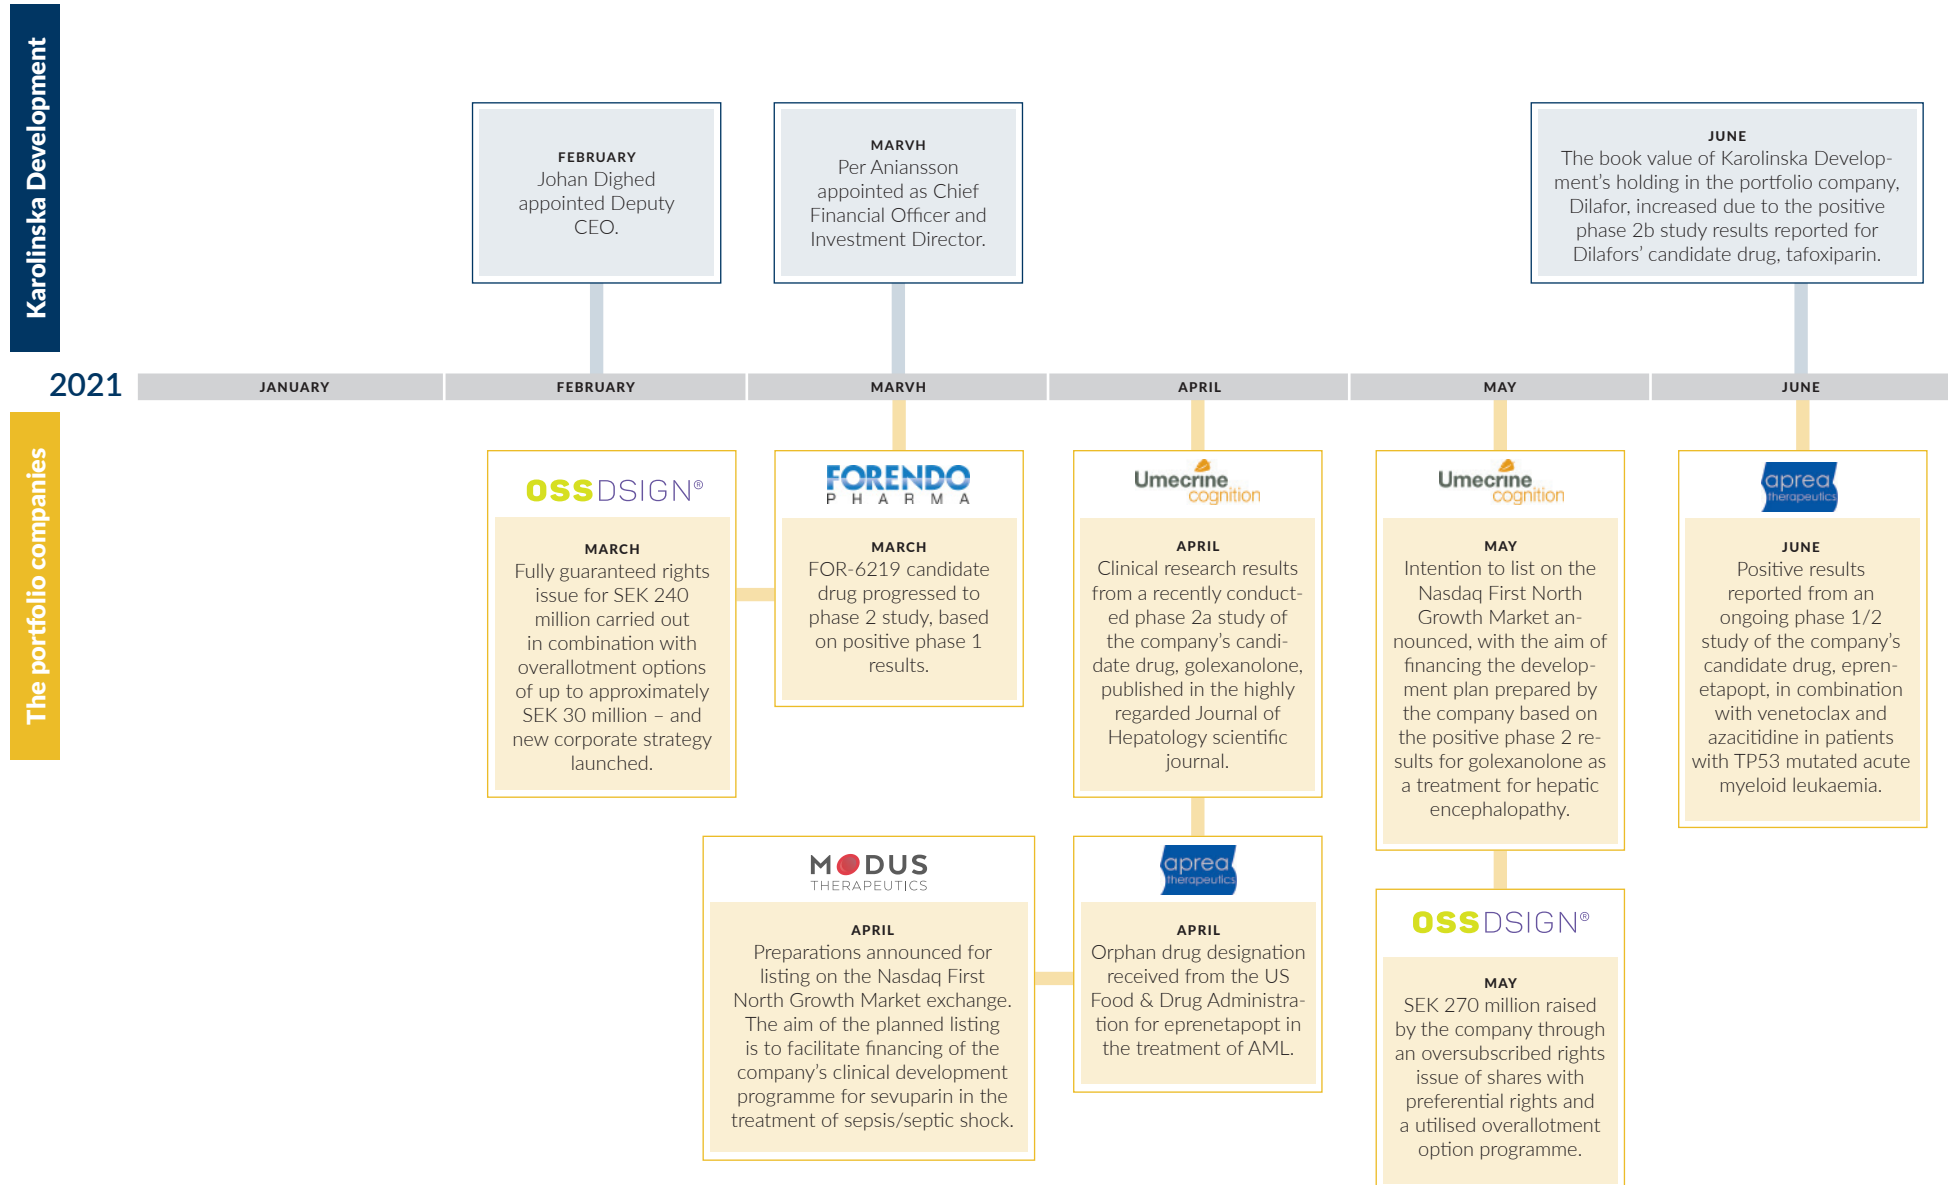 Karolinska Development
FEBRUARY
Johan Dighed
appointed Deputy
CEO.
MARVH
Per Aniansson
appointed as Chief
Financial Officer and
Investment Director.
JUNE
The book value of Karolinska Develop-
ment's holding in the portfolio company,
Dilafor, increased due to the positive
phase 2b study results reported for
Dilafors' candidate drug, tafoxiparin.
2021
JANUARY
FEBRUARY
MARVH
APRIL
MAY
JUNE
The portfolio companies
OSSDSIGN®
MARCH
Fully guaranteed rights
issue for SEK 240
million carried out
in combination with
overallotment options
of up to approximately
SEK 30 million – and
new corporate strategy
launched.
FORENDO
PHARMA
MARCH
FOR-6219 candidate
drug progressed to
phase 2 study, based
on positive phase 1
results.
Umecrine
cognition
APRIL
Clinical research results
from a recently conduct-
ed phase 2a study of
the company's candi-
date drug, golexanolone,
published in the highly
regarded Journal of
Hepatology scientific
journal.
Umecrine
cognition
MAY
Intention to list on the
Nasdaq First North
Growth Market an-
nounced, with the aim of
financing the develop-
ment plan prepared by
the company based on
the positive phase 2 re-
sults for golexanolone as
a treatment for hepatic
encephalopathy.
aprea
therapeutics
JUNE
Positive results
reported from an
ongoing phase 1/2
study of the company's
candidate drug, epren-
etapopt, in combination
with venetoclax and
azacitidine in patients
with TP53 mutated acute
myeloid leukaemia.
MODUS
THERAPEUTICS
APRIL
Preparations announced for
listing on the Nasdaq First
North Growth Market exchange.
The aim of the planned listing
is to facilitate financing of the
company's clinical development
programme for sevuparin in the
treatment of sepsis/septic shock.
aprea
therapeutics
APRIL
Orphan drug designation
received from the US
Food & Drug Administra-
tion for eprenetapopt in
the treatment of AML.
OSSDSIGN®
MAY
SEK 270 million raised
by the company through
an oversubscribed rights
issue of shares with
preferential rights and
a utilised overallotment
option programme.